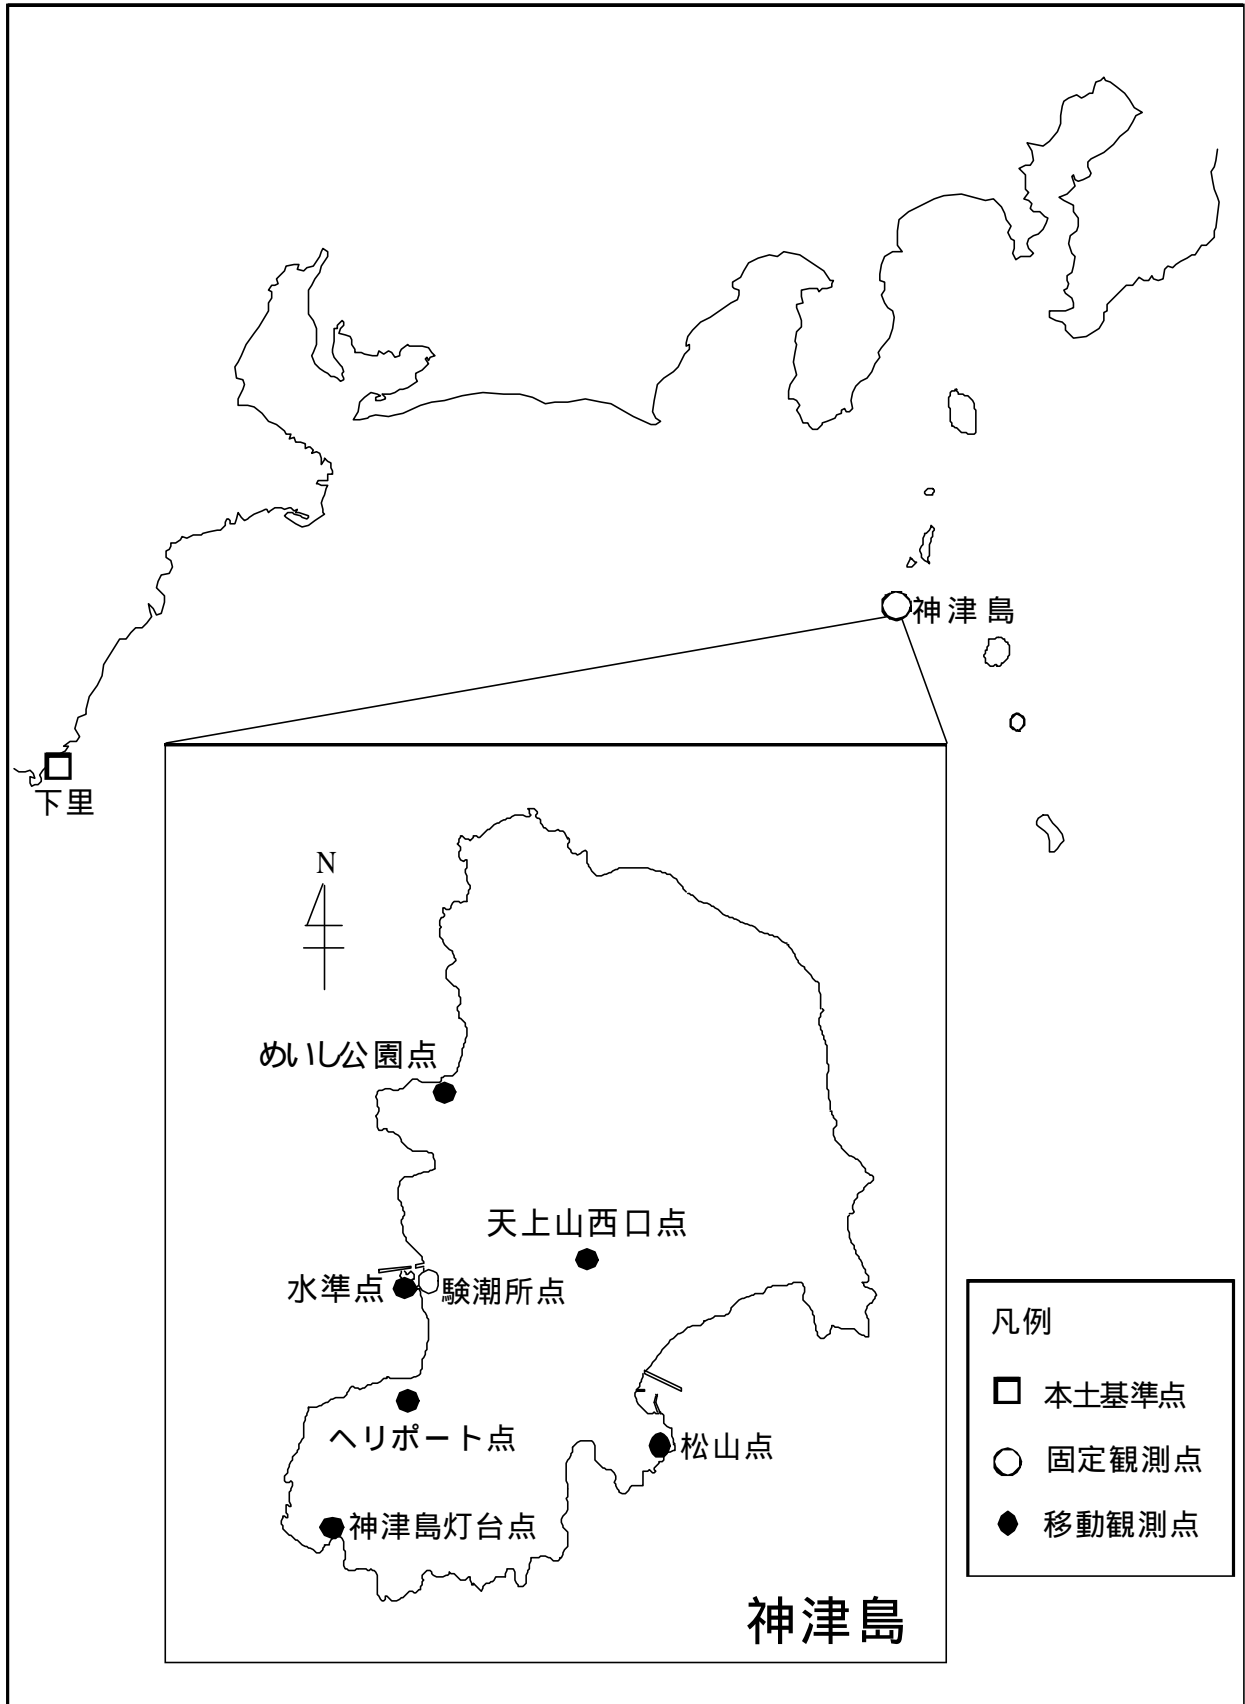 神津島
下里
N
めいし公園点
天上山西口点
水準点
験潮所点
ヘリポート点
松山点
神津島灯台点
神津島
凡例
本土基準点
固定観測点
移動観測点